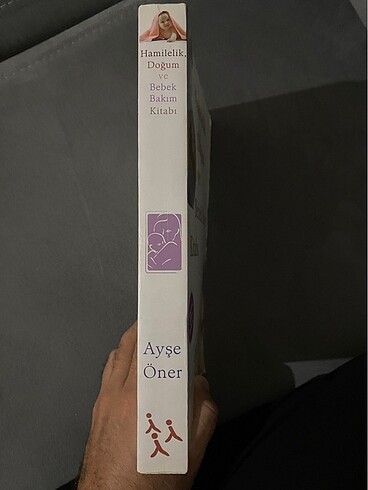 Hamilelik,
Doğum
ve
Bebek
Bakım
Kitabı
Ayşe
Öner